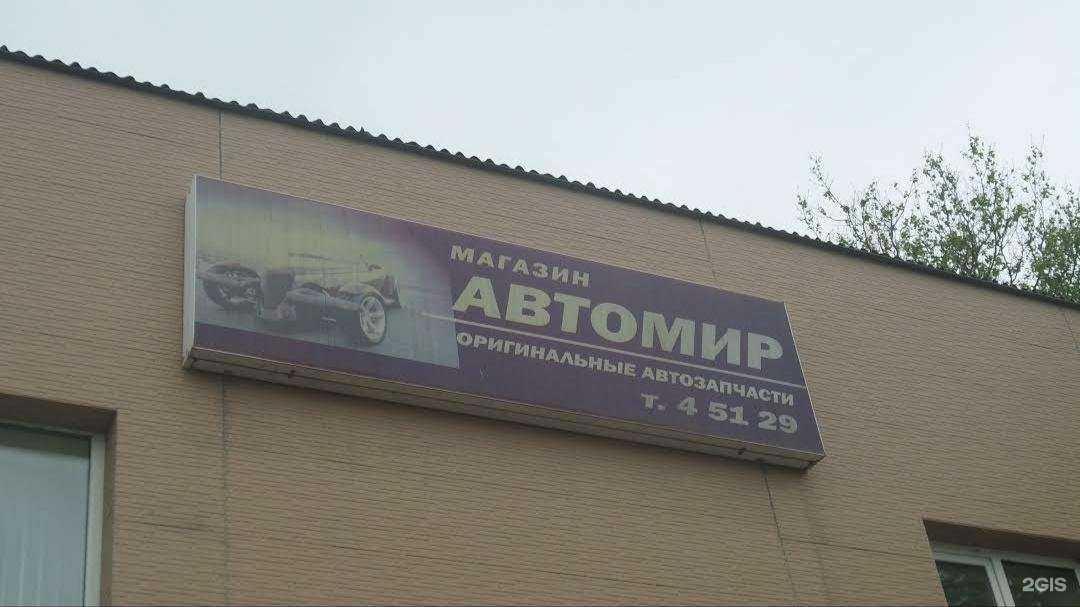 МАГАЗИН
АВТОМИР
ОРИГИНАЛЬНЫЕ АВТОЗАПЧАСТИ
Т. 4 51 29
2GIS